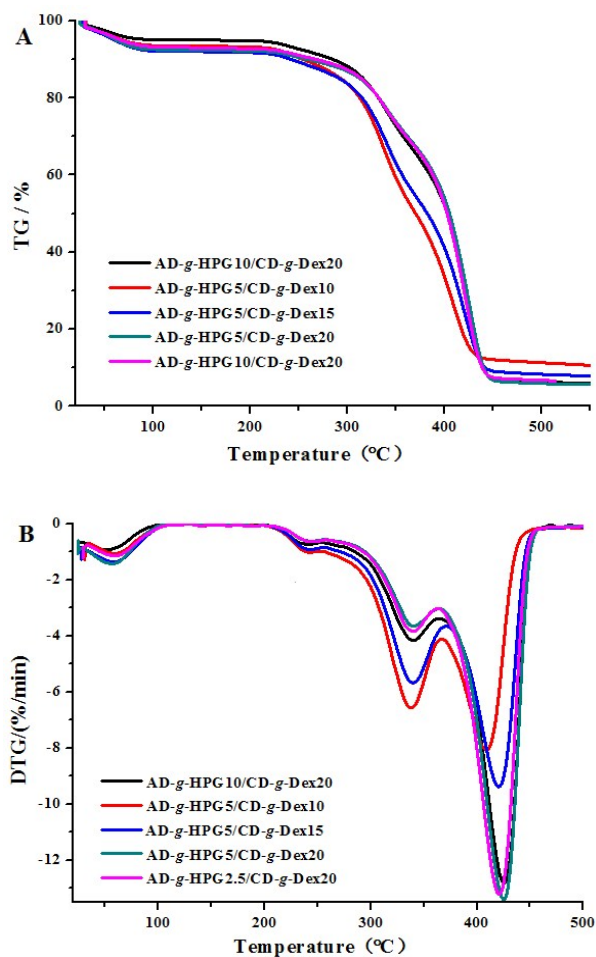 A
100
80
60
40
20
0
TG / %
AD-g-HPG10/CD-g-Dex20
AD-g-HPG5/CD-g-Dex10
AD-g-HPG5/CD-g-Dex15
AD-g-HPG5/CD-g-Dex20
AD-g-HPG10/CD-g-Dex20
100 200 300 400 500
Temperature（°C）
B
0
-2
-4
-6
-8
-10
-12
DTG/(%/min)
AD-g-HPG10/CD-g-Dex20
AD-g-HPG5/CD-g-Dex10
AD-g-HPG5/CD-g-Dex15
AD-g-HPG5/CD-g-Dex20
AD-g-HPG2.5/CD-g-Dex20
100 200 300 400 500
Temperature（°C）